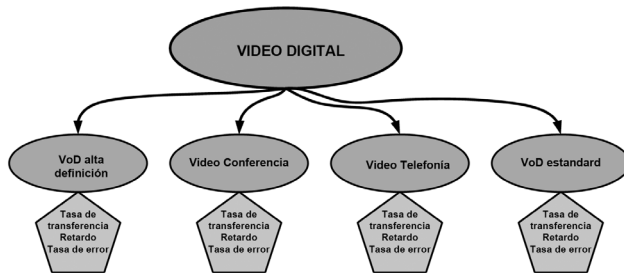 VIDEO DIGITAL
VoD alta
definición
Video Conferencia
Video Telefonía
VoD estandard
Tasa de
transferencia
Retardo
Tasa de error
Tasa de
transferencia
Retardo
Tasa de error
Tasa de
transferencia
Retardo
Tasa de error
Tasa de
transferencia
Retardo
Tasa de error